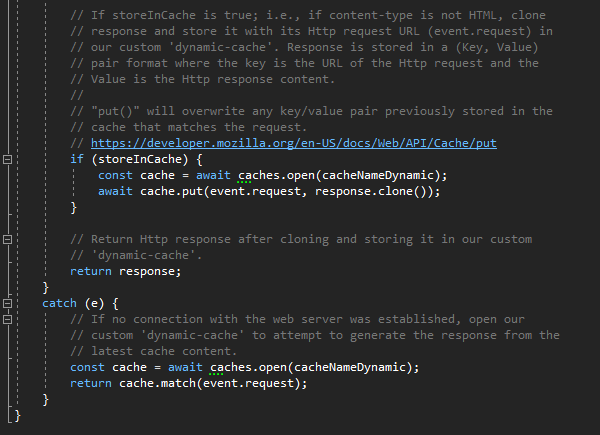 // If storeInCache is true; i.e., if content-type is not HTML, clone
// response and store it with its Http request URL (event.request) in
// our custom 'dynamic-cache'. Response is stored in a (Key, Value)
// pair format where the key is the URL of the Http request and the
// Value is the Http response content.
//
// "put()" will overwrite any key/value pair previously stored in the
// cache that matches the request.
// https://developer.mozilla.org/en-US/docs/Web/API/Cache/put
if (storeInCache) {
const cache = await caches.open(cacheNameDynamic);
await cache.put(event.request, response.clone());
}
// Return Http response after cloning and storing it in our custom
// 'dynamic-cache'.
return response;
}
catch (e) {
// If no connection with the web server was established, open our
// custom 'dynamic-cache' to attempt to generate the response from the
// latest cache content.
const cache = await caches.open(cacheNameDynamic);
return cache.match(event.request);
}
}